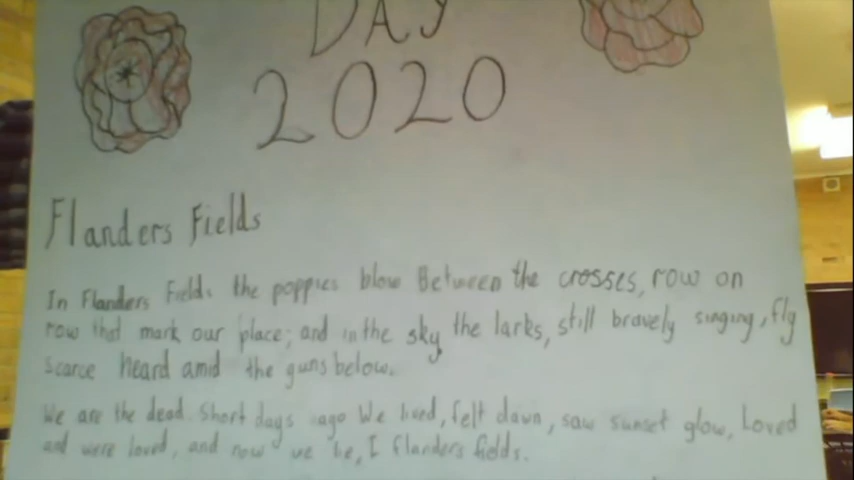 DAY
2020
Flanders Fields
In Flanders Fields the poppies blow Between the crosses, row on
row that mark our place; and in the sky the larks, still bravely singing, fly
scarce heard amid the guns below.
We are the dead. Short days ago We lived, felt dawn, saw sunset glow, Loved
and were loved, and now we lie, I flanders fields.